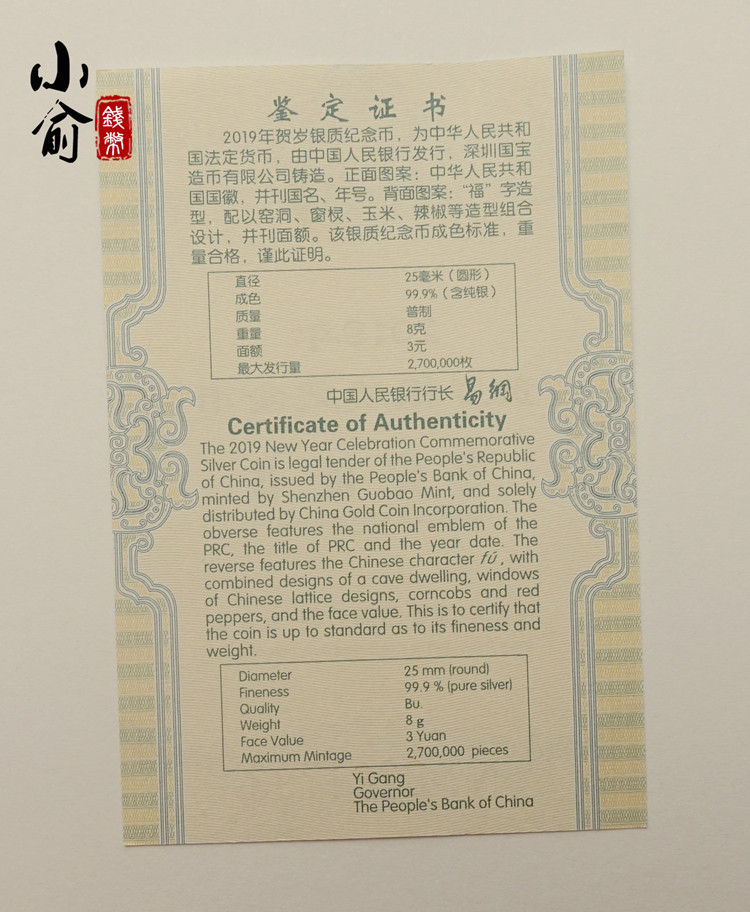 小俞
錢幣
鉴定证书
2019年贺岁银质纪念币，为中华人民共和
国法定货币，由中国人民银行发行，深圳国宝
造币有限公司铸造。正面图案：中华人民共和
国国徽，并刊国名、年号。背面图案：“福”字造
型，配以窑洞、窗棂、玉米、辣椒等造型组合
设计，并刊面额。该银质纪念币成色标准，重
量合格，谨此证明。
直径 25毫米（圆形）
成色 99.9%（含纯银）
质量 普制
重量 8克
面额 3元
最大发行量 2,700,000枚
中国人民银行行长 易纲
Certificate of Authenticity
The 2019 New Year Celebration Commemorative
Silver Coin is legal tender of the People's Republic
of China, issued by the People's Bank of China,
minted by Shenzhen Guobao Mint, and solely
distributed by China Gold Coin Incorporation. The
obverse features the national emblem of the
PRC, the title of PRC and the year date. The
reverse features the Chinese character fú, with
combined designs of a cave dwelling, windows
of Chinese lattice designs, corncobs and red
peppers, and the face value. This is to certify that
the coin is up to standard as to its fineness and
weight.
Diameter 25 mm (round)
Fineness 99.9 % (pure silver)
Quality Bu.
Weight 8 g
Face Value 3 Yuan
Maximum Mintage 2,700,000 pieces
Yi Gang
Governor
The People's Bank of China